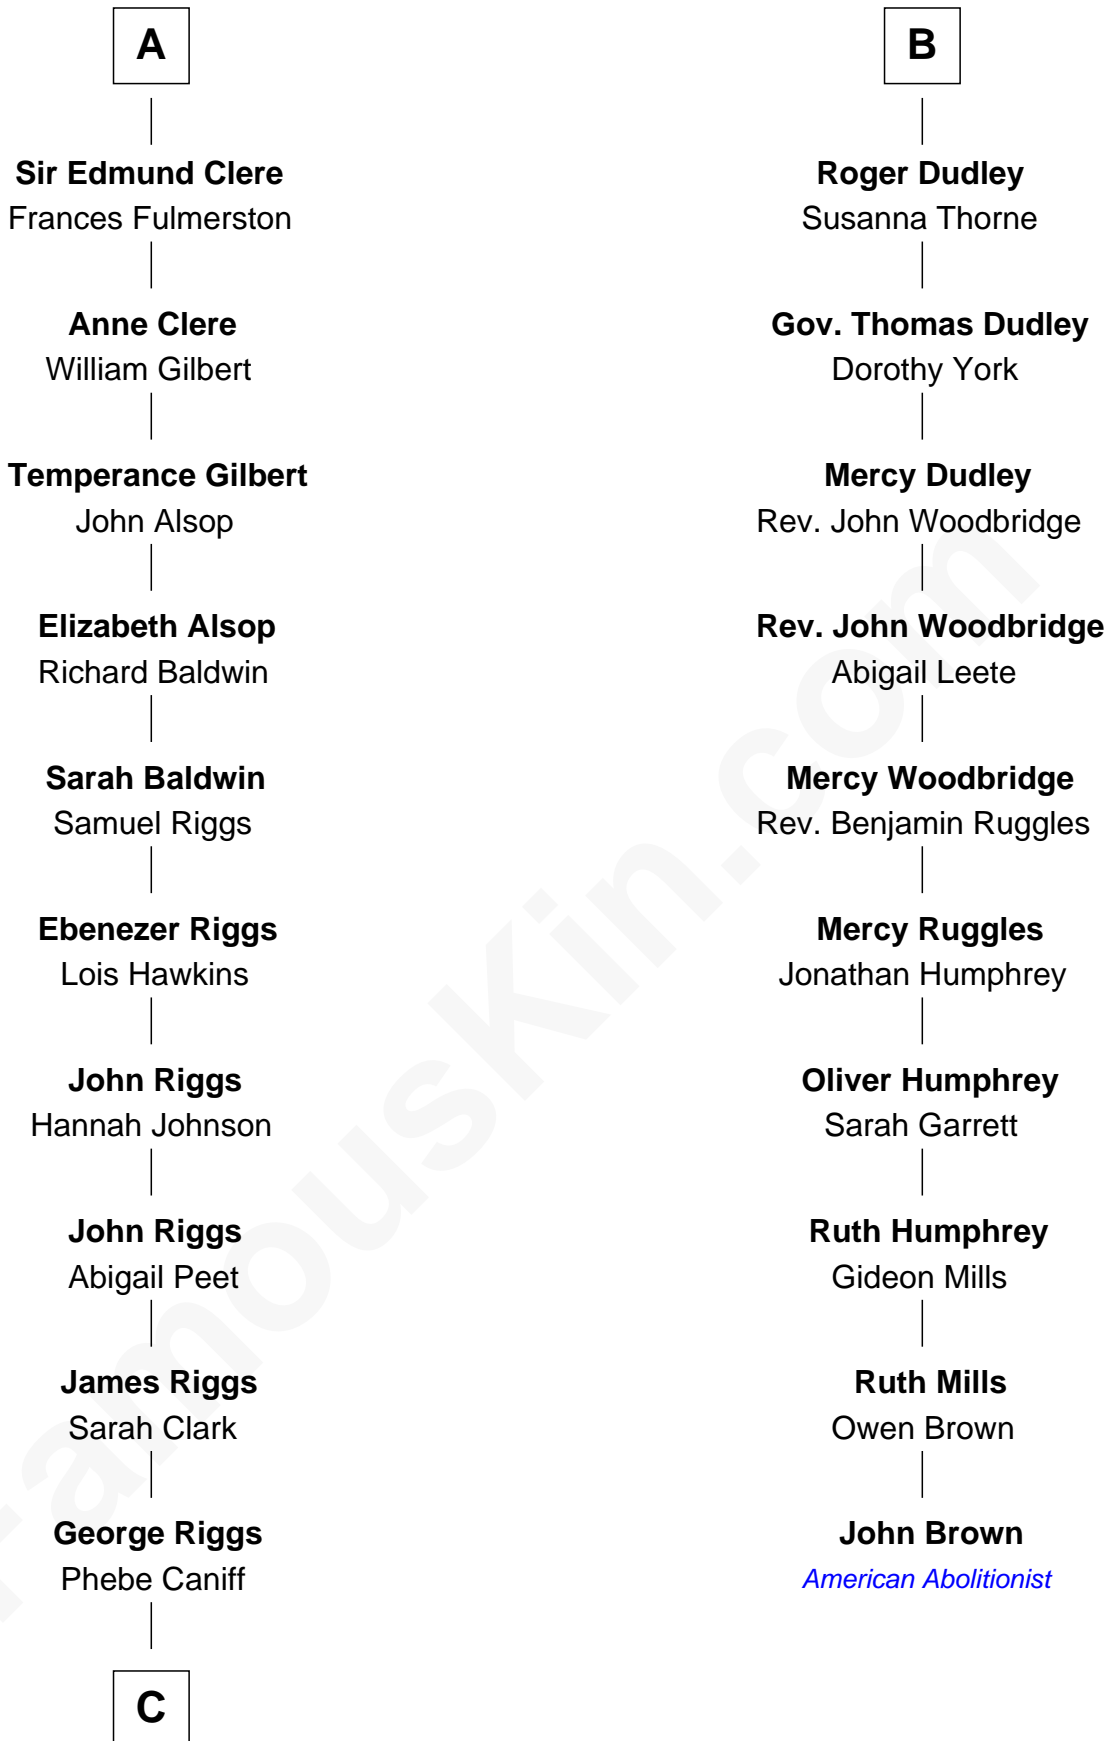 A
Sir Edmund Clere
Frances Fulmerston
Anne Clere
William Gilbert
Temperance Gilbert
John Alsop
Elizabeth Alsop
Richard Baldwin
Sarah Baldwin
Samuel Riggs
Ebenezer Riggs
Lois Hawkins
John Riggs
Hannah Johnson
John Riggs
Abigail Peet
James Riggs
Sarah Clark
George Riggs
Phebe Caniff
C
B
Roger Dudley
Susanna Thorne
Gov. Thomas Dudley
Dorothy York
Mercy Dudley
Rev. John Woodbridge
Rev. John Woodbridge
Abigail Leete
Mercy Woodbridge
Rev. Benjamin Ruggles
Mercy Ruggles
Jonathan Humphrey
Oliver Humphrey
Sarah Garrett
Ruth Humphrey
Gideon Mills
Ruth Mills
Owen Brown
John Brown
American Abolitionist
FamousKin.com